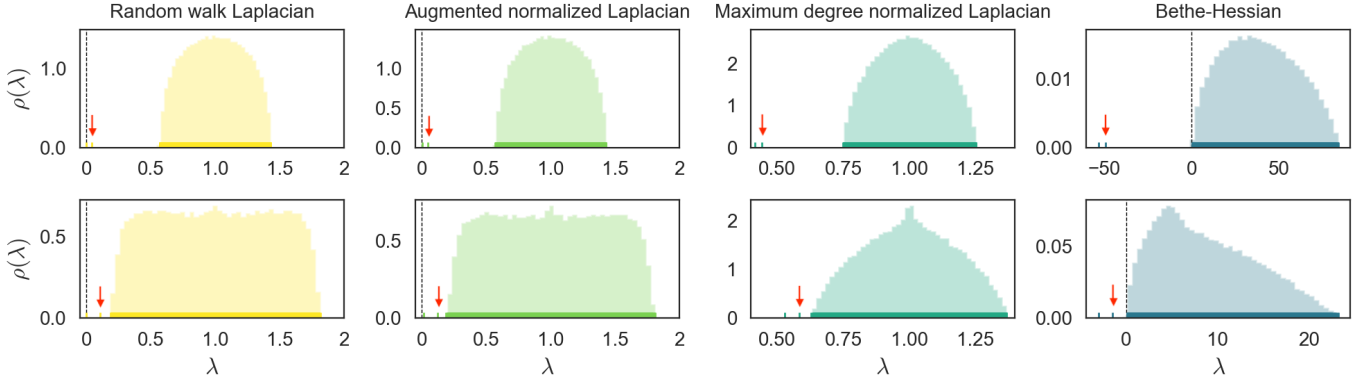 Random walk Laplacian
Augmented normalized Laplacian
Maximum degree normalized Laplacian
Bethe-Hessian
ρ(λ)
1.0
0.5
0.0
0 0.5 1.0 1.5 2
1.0
0.5
0.0
0 0.5 1.0 1.5 2
2
1
0
0.50 0.75 1.00 1.25
0.01
0.00
−50 0 50
ρ(λ)
0.5
0.0
0 0.5 1.0 1.5 2
λ
0.5
0.0
0 0.5 1.0 1.5 2
λ
2
1
0
0.50 0.75 1.00 1.25
λ
0.05
0.00
0 10 20
λ